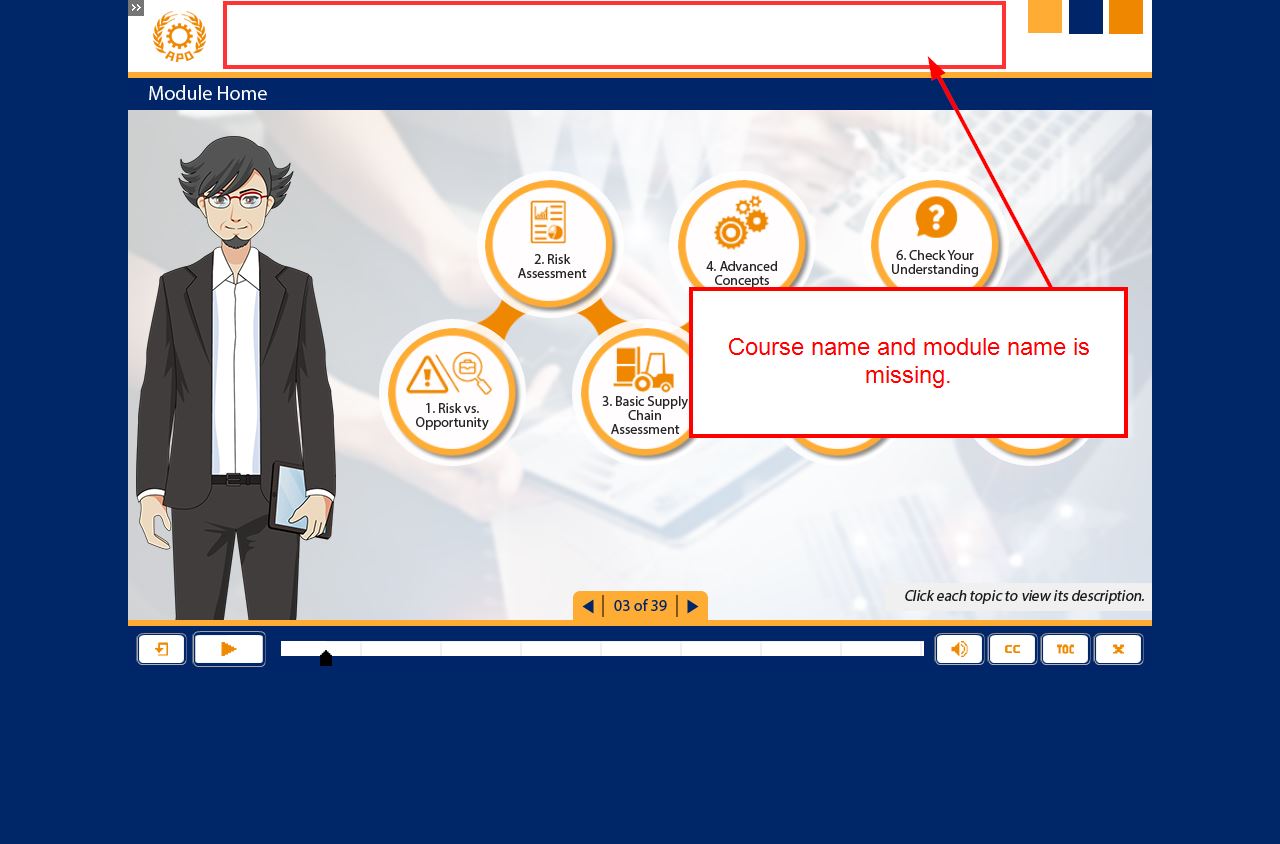 APO
Module Home
2. Risk
Assessment
4. Advanced
Concepts
6. Check Your
Understanding
1. Risk vs.
Opportunity
3. Basic Supply
Chain
Assessment
Course name and module name is
missing.
Click each topic to view its description.
03 of 39
CC
TOC